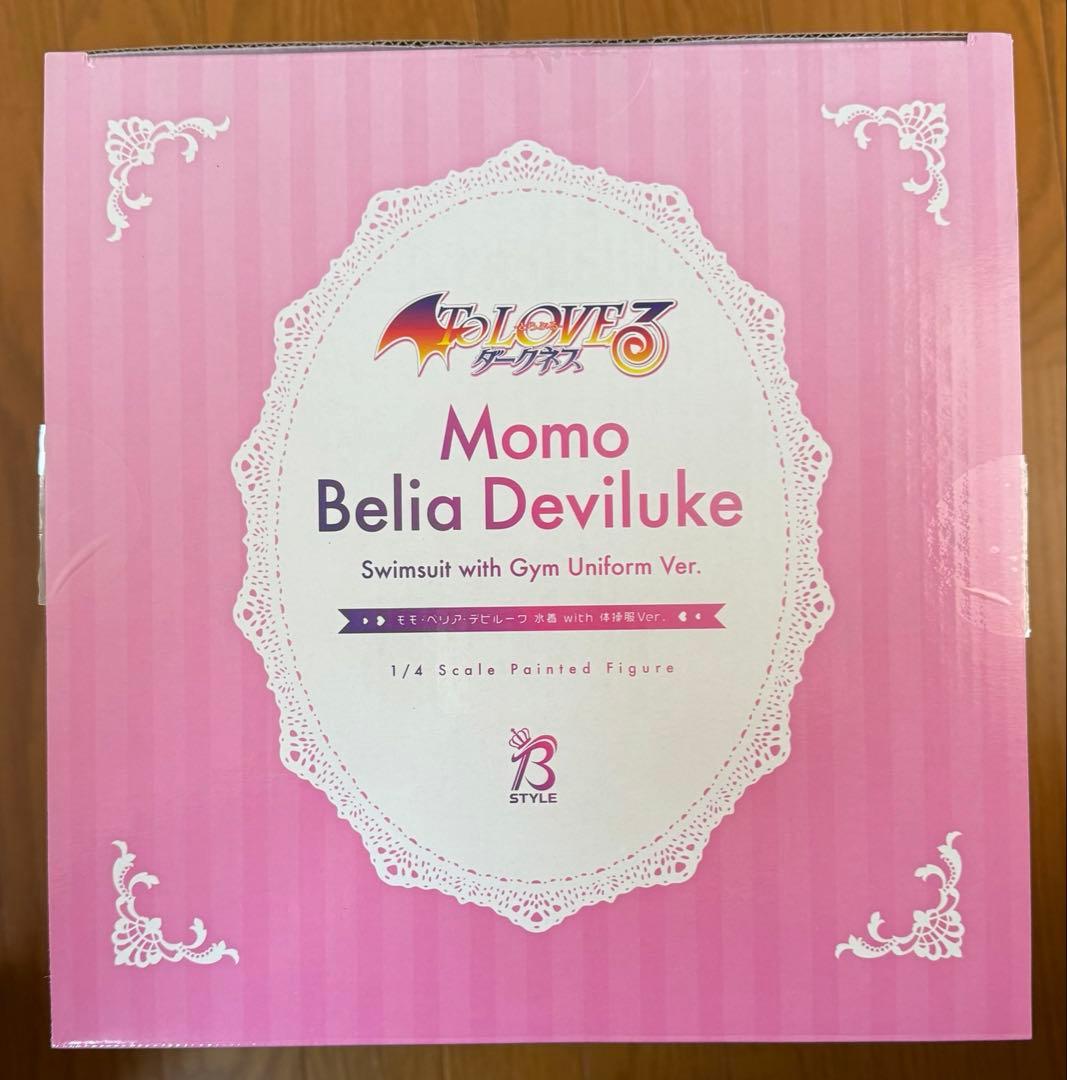 To LOVEる
とらぶる
ダークネス
Momo
Belia Deviluke
Swimsuit with Gym Uniform Ver.
モモ・ベリア・デビルーク 水着 with 体操服Ver.
1/4 Scale Painted Figure
B
STYLE